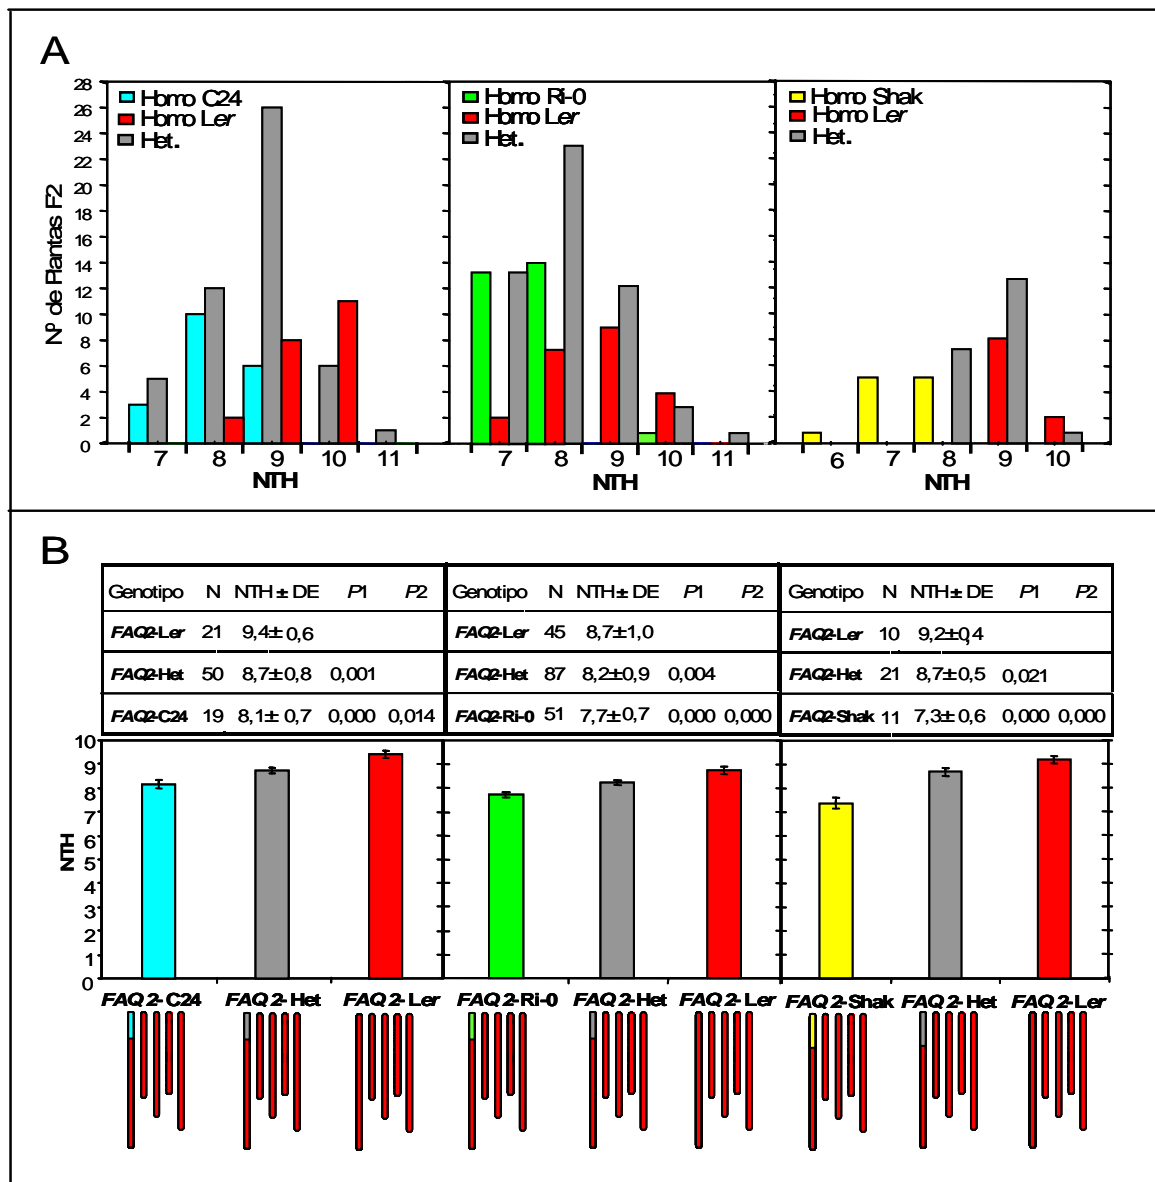 A
Homo C24
Homo Ler
Het.
Homo Ri-0
Homo Ler
Het.
Homo Shak
Homo Ler
Het.
Nº de Plantas F2
28
26
24
22
20
18
16
14
12
10
8
6
4
2
0
7 8 9 10 11
7 8 9 10 11
6 7 8 9 10
NTH
NTH
NTH
B
Genotipo N NTH ± DE P1 P2
FAQ2-Ler 21 9,4± 0,6
FAQ2-Het 50 8,7±0,8 0,001
FAQ2-C24 19 8,1± 0,7 0,000 0,014
Genotipo N NTH± DE P1 P2
FAQ2-Ler 45 8,7±1,0
FAQ2-Het 87 8,2±0,9 0,004
FAQ2-Ri-0 51 7,7±0,7 0,000 0,000
Genotipo N NTH± DE P1 P2
FAQ2-Ler 10 9,2±0,4
FAQ2-Het 21 8,7±0,5 0,021
FAQ2-Shak 11 7,3±0,6 0,000 0,000
NTH
10
9
8
7
6
5
4
3
2
1
0
FAQ2-C24 FAQ2-Het FAQ2-Ler
FAQ2-Ri-0 FAQ2-Het FAQ2-Ler
FAQ2-Shak FAQ2-Het FAQ2-Ler